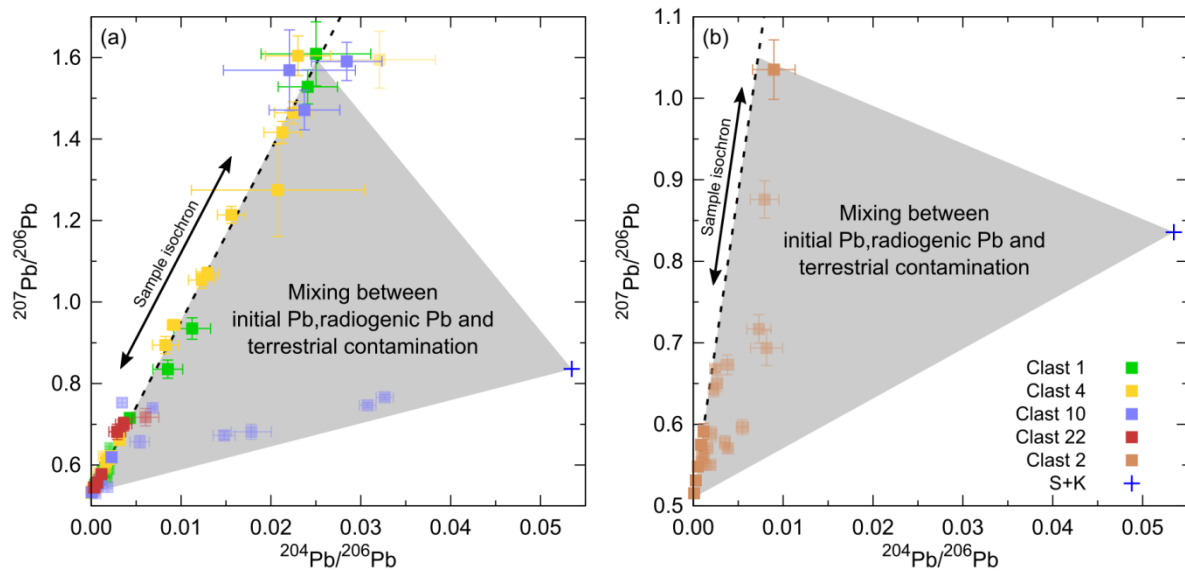 (a)
1.6
1.4
1.2
1.0
0.8
0.6
207Pb/206Pb
Sample isochron
Mixing between
initial Pb,radiogenic Pb and
terrestrial contamination
0.00 0.01 0.02 0.03 0.04 0.05
204Pb/206Pb
(b)
1.1
1.0
0.9
0.8
0.7
0.6
0.5
207Pb/206Pb
Sample isochron
Mixing between
initial Pb,radiogenic Pb and
terrestrial contamination
Clast 1
Clast 4
Clast 10
Clast 22
Clast 2
S+K
0.00 0.01 0.02 0.03 0.04 0.05
204Pb/206Pb